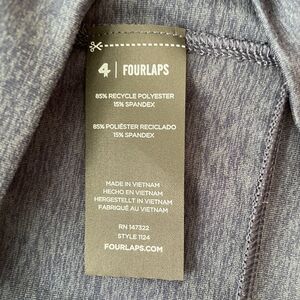 4 | FOURLAPS
85% RECYCLE POLYESTER
15% SPANDEX
85% POLIÉSTER RECICLADO
15% SPANDEX
MADE IN VIETNAM
HECHO EN VIETNAM
HERGESTELLT IN VIETNAM
FABRIQUÉ AU VIETNAM
RN 147322
STYLE 1124
FOURLAPS.COM